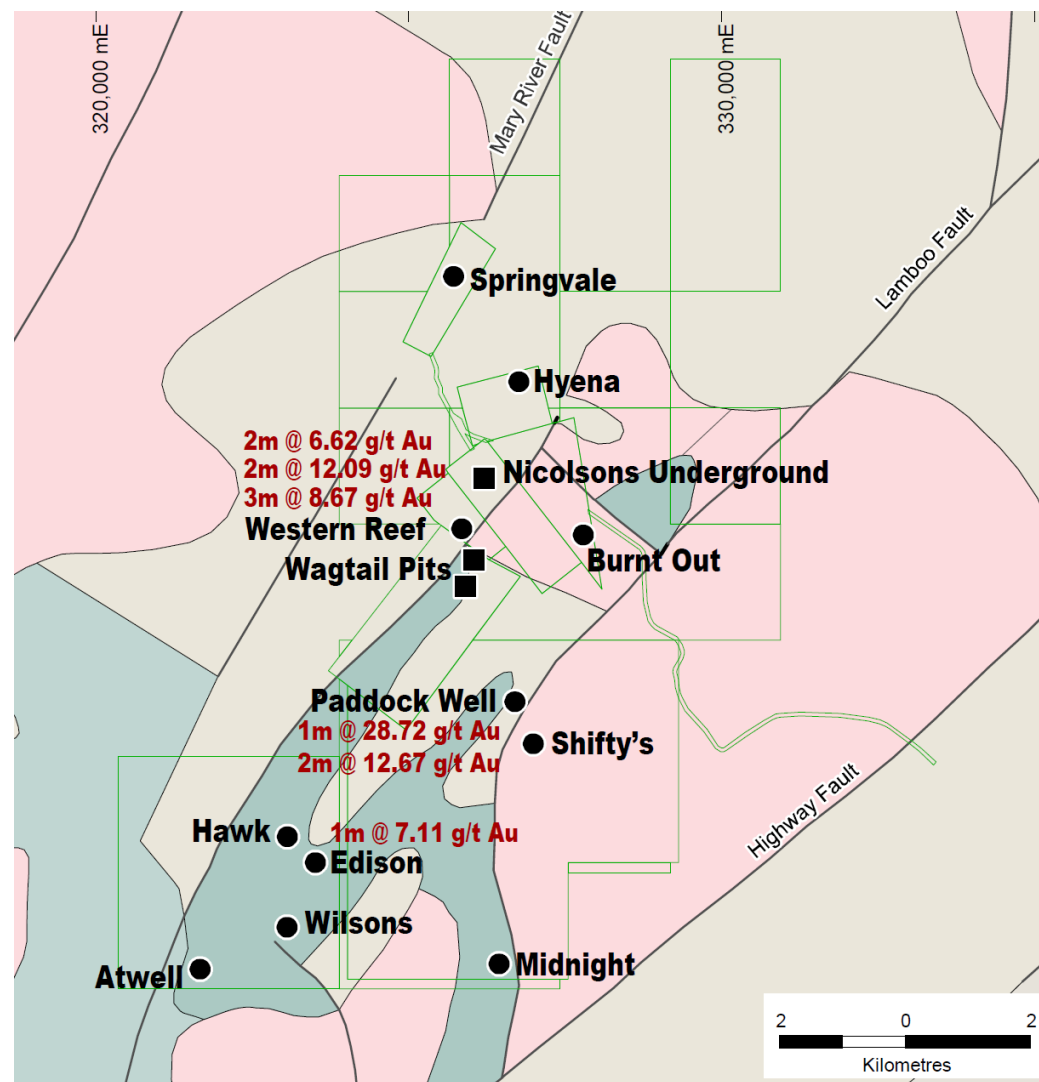 320,000 mE
330,000 mE
Mary River Fault
Lamboo Fault
Springvale
Hyena
2m @ 6.62 g/t Au
2m @ 12.09 g/t Au
Nicolsons Underground
3m @ 8.67 g/t Au
Western Reef
Burnt Out
Wagtail Pits
Paddock Well
1m @ 28.72 g/t Au
Shifty's
2m @ 12.67 g/t Au
Highway Fault
Hawk
1m @ 7.11 g/t Au
Edison
Wilsons
Atwell
Midnight
2 0 2
Kilometres